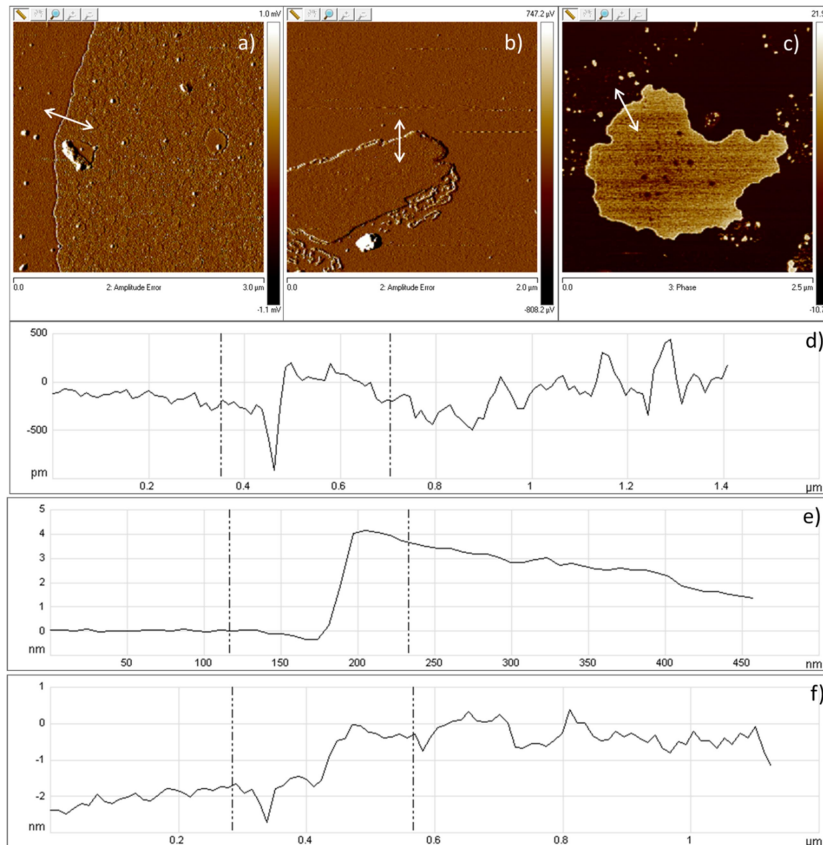 a) 1.0 mV
b) 747.2 µV
c) 21.9
0.0 2: Amplitude Error 3.0 µm
-1.1 mV
0.0 2: Amplitude Error 2.0 µm
-808.2 µV
0.0 3: Phase 2.5 µm
-10.
d)
500
0
-500
pm
0.2 0.4 0.6 0.8 1 1.2 1.4 µm
e)
5
4
3
2
1
0
nm
50 100 150 200 250 300 350 400 450 nm
f)
1
0
-1
-2
nm
0.2 0.4 0.6 0.8 1 µm